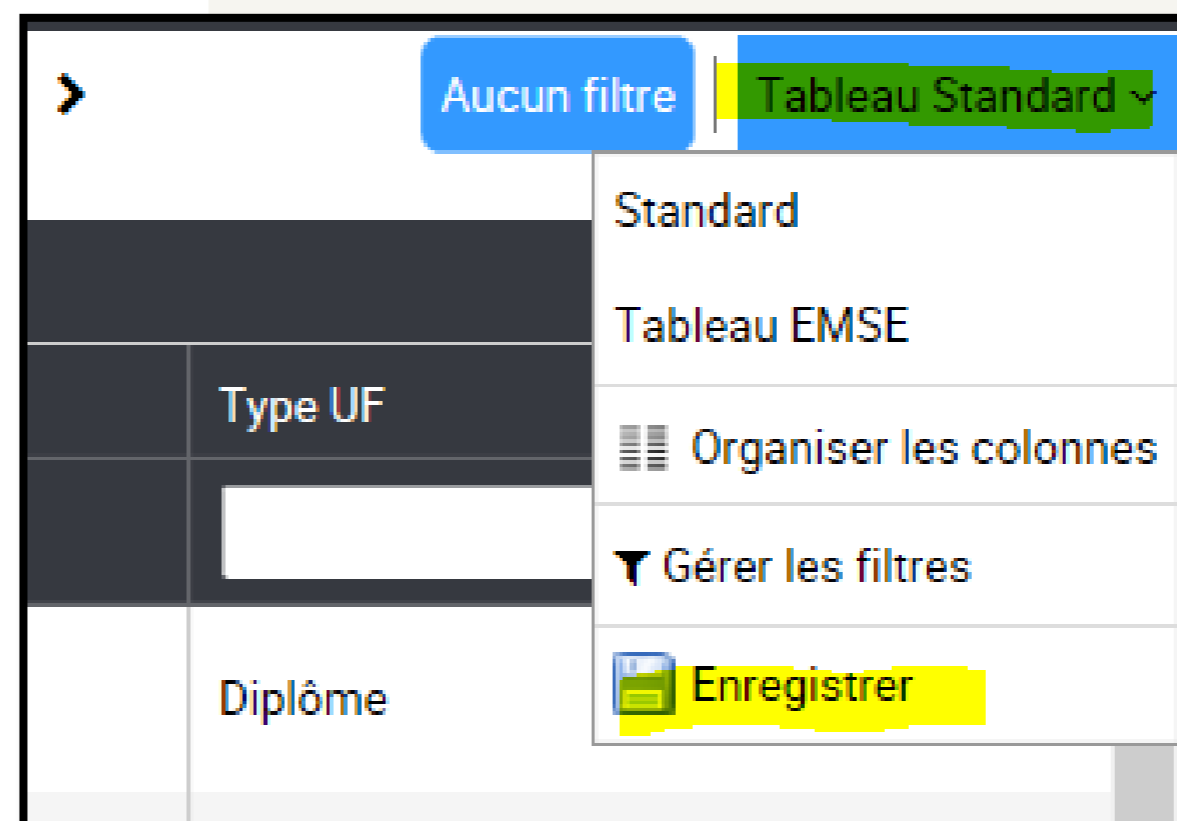 Aucun filtre
Tableau Standard
Standard
Tableau EMSE
Type UF
Organiser les colonnes
Gérer les filtres
Diplôme
Enregistrer